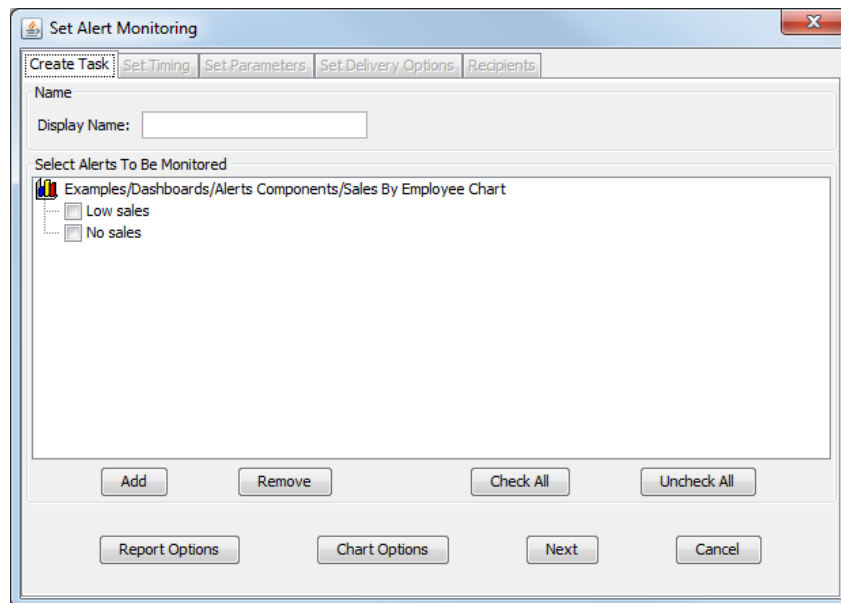 Set Alert Monitoring
Create Task Set Timing Set Parameters Set Delivery Options Recipients
Name
Display Name:
Select Alerts To Be Monitored
Examples/Dashboards/Alerts Components/Sales By Employee Chart
Low sales
No sales
Add Remove Check All Uncheck All
Report Options Chart Options Next Cancel